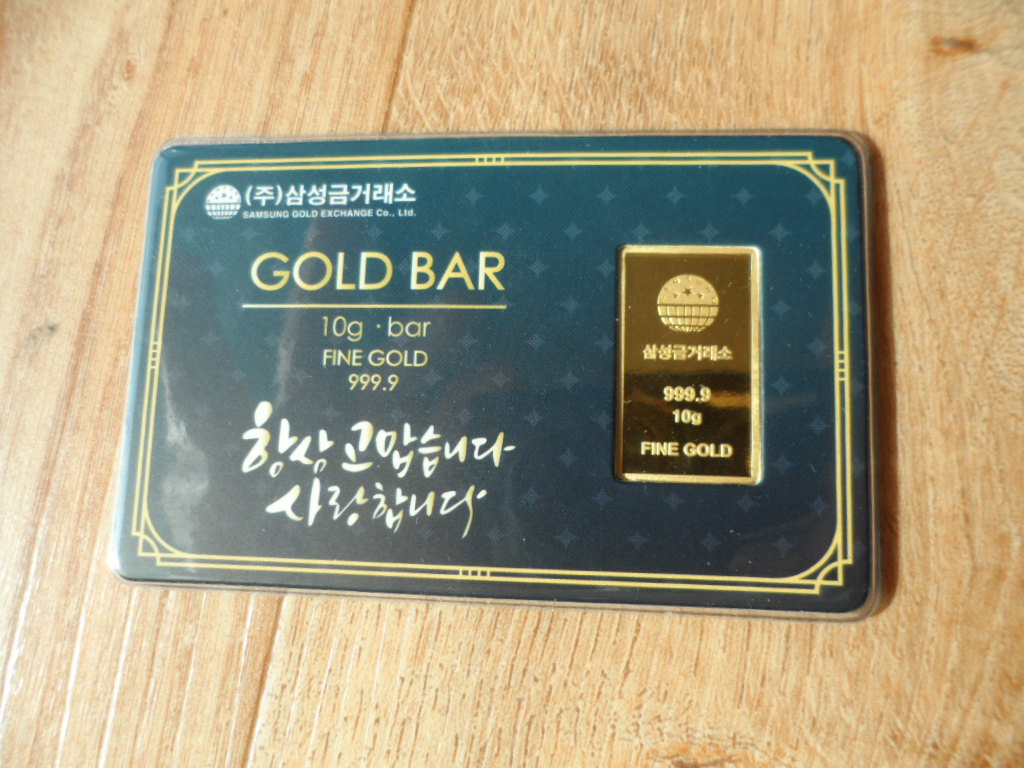 (주)삼성금거래소
SAMSUNG GOLD EXCHANGE Co., Ltd.
GOLD BAR
10g · bar
FINE GOLD
999.9
항상 고맙습니다
사랑합니다
삼성금거래소
999.9
10g
FINE GOLD